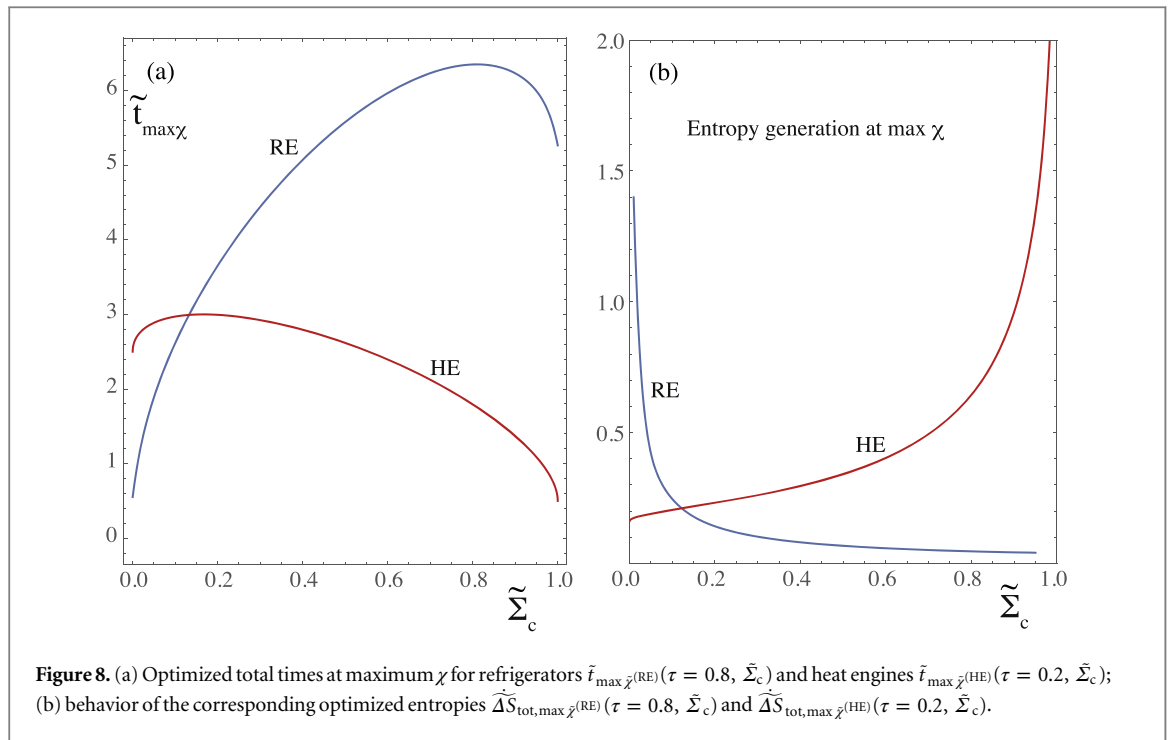 (a)
t̃maxχ
RE
HE
6
5
4
3
2
1
0
0.0 0.2 0.4 0.6 0.8 1.0
Σ̃c
(b)
Entropy generation at max χ
RE
HE
2.0
1.5
1.0
0.5
0.0 0.2 0.4 0.6 0.8 1.0
Σ̃c
Figure 8. (a) Optimized total times at maximum χ for refrigerators t̃max χ̃(RE)(τ = 0.8, Σ̃c) and heat engines t̃max χ̃(HE)(τ = 0.2, Σ̃c);
(b) behavior of the corresponding optimized entropies Δ̃Ṡtot,max χ̃(RE)(τ = 0.8, Σ̃c) and Δ̃Ṡtot,max χ̃(HE)(τ = 0.2, Σ̃c).